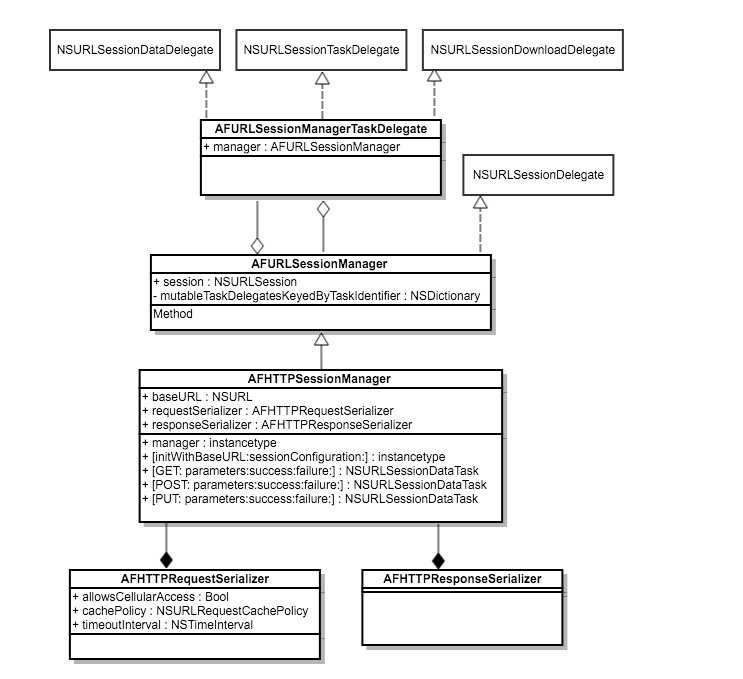 NSURLSessionDataDelegate
NSURLSessionTaskDelegate
NSURLSessionDownloadDelegate
AFURLSessionManagerTaskDelegate
+ manager : AFURLSessionManager
NSURLSessionDelegate
AFURLSessionManager
+ session : NSURLSession
- mutableTaskDelegatesKeyedByTaskIdentifier : NSDictionary
Method
AFHTTPSessionManager
+ baseURL : NSURL
+ requestSerializer : AFHTTPRequestSerializer
+ responseSerializer : AFHTTPResponseSerializer
+ manager : instancetype
+ [initWithBaseURL:sessionConfiguration:] : instancetype
+ [GET: parameters:success:failure:] : NSURLSessionDataTask
+ [POST: parameters:success:failure:] : NSURLSessionDataTask
+ [PUT: parameters:success:failure:] : NSURLSessionDataTask
AFHTTPRequestSerializer
+ allowsCellularAccess : Bool
+ cachePolicy : NSURLRequestCachePolicy
+ timeoutInterval : NSTimeInterval
AFHTTPResponseSerializer